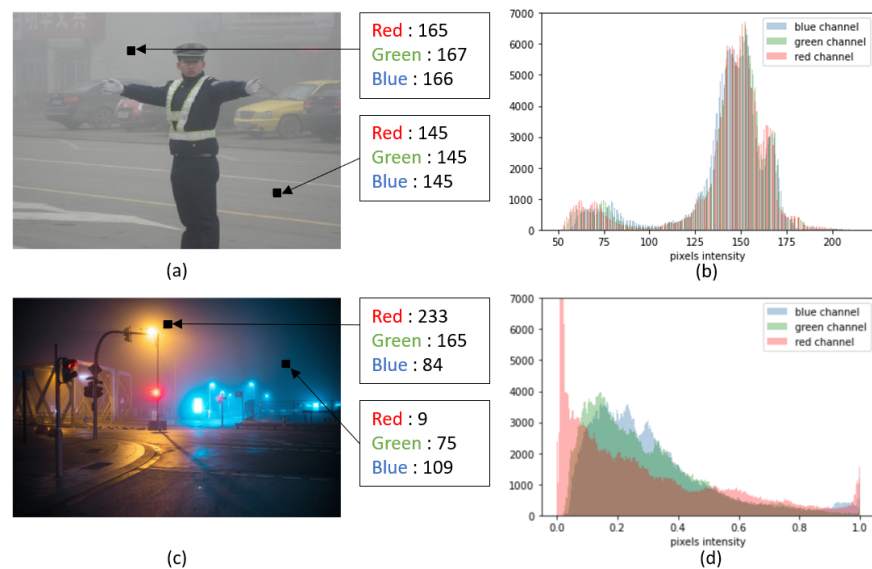 Red : 165
Green : 167
Blue : 166
Red : 145
Green : 145
Blue : 145
(a)
7000
6000
5000
4000
3000
2000
1000
0
blue channel
green channel
red channel
50 75 100 125 150 175 200
pixels intensity
(b)
Red : 233
Green : 165
Blue : 84
Red : 9
Green : 75
Blue : 109
(c)
7000
6000
5000
4000
3000
2000
1000
0
blue channel
green channel
red channel
0.0 0.2 0.4 0.6 0.8 1.0
pixels intensity
(d)